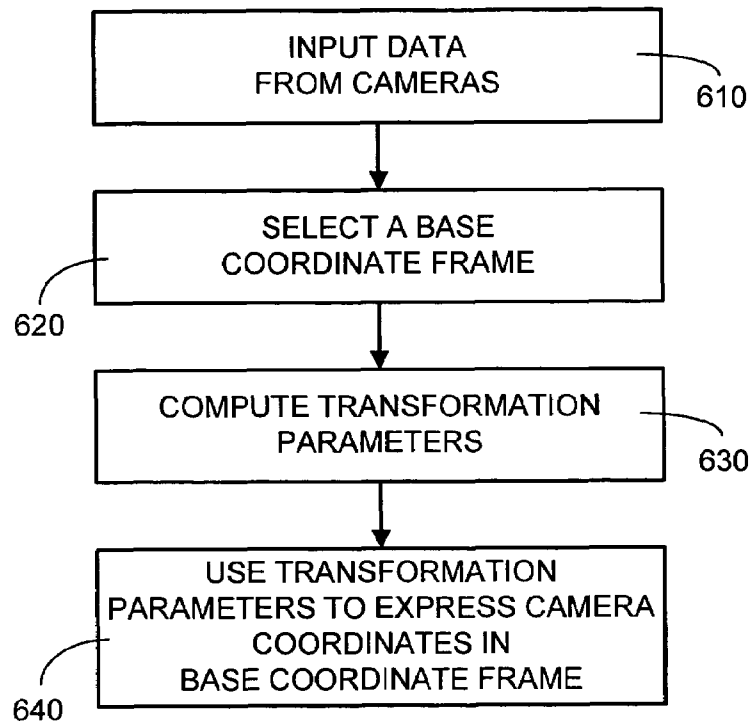 INPUT DATA
FROM CAMERAS
610
SELECT A BASE
COORDINATE FRAME
620
COMPUTE TRANSFORMATION
PARAMETERS
630
USE TRANSFORMATION
PARAMETERS TO EXPRESS CAMERA
COORDINATES IN
BASE COORDINATE FRAME
640